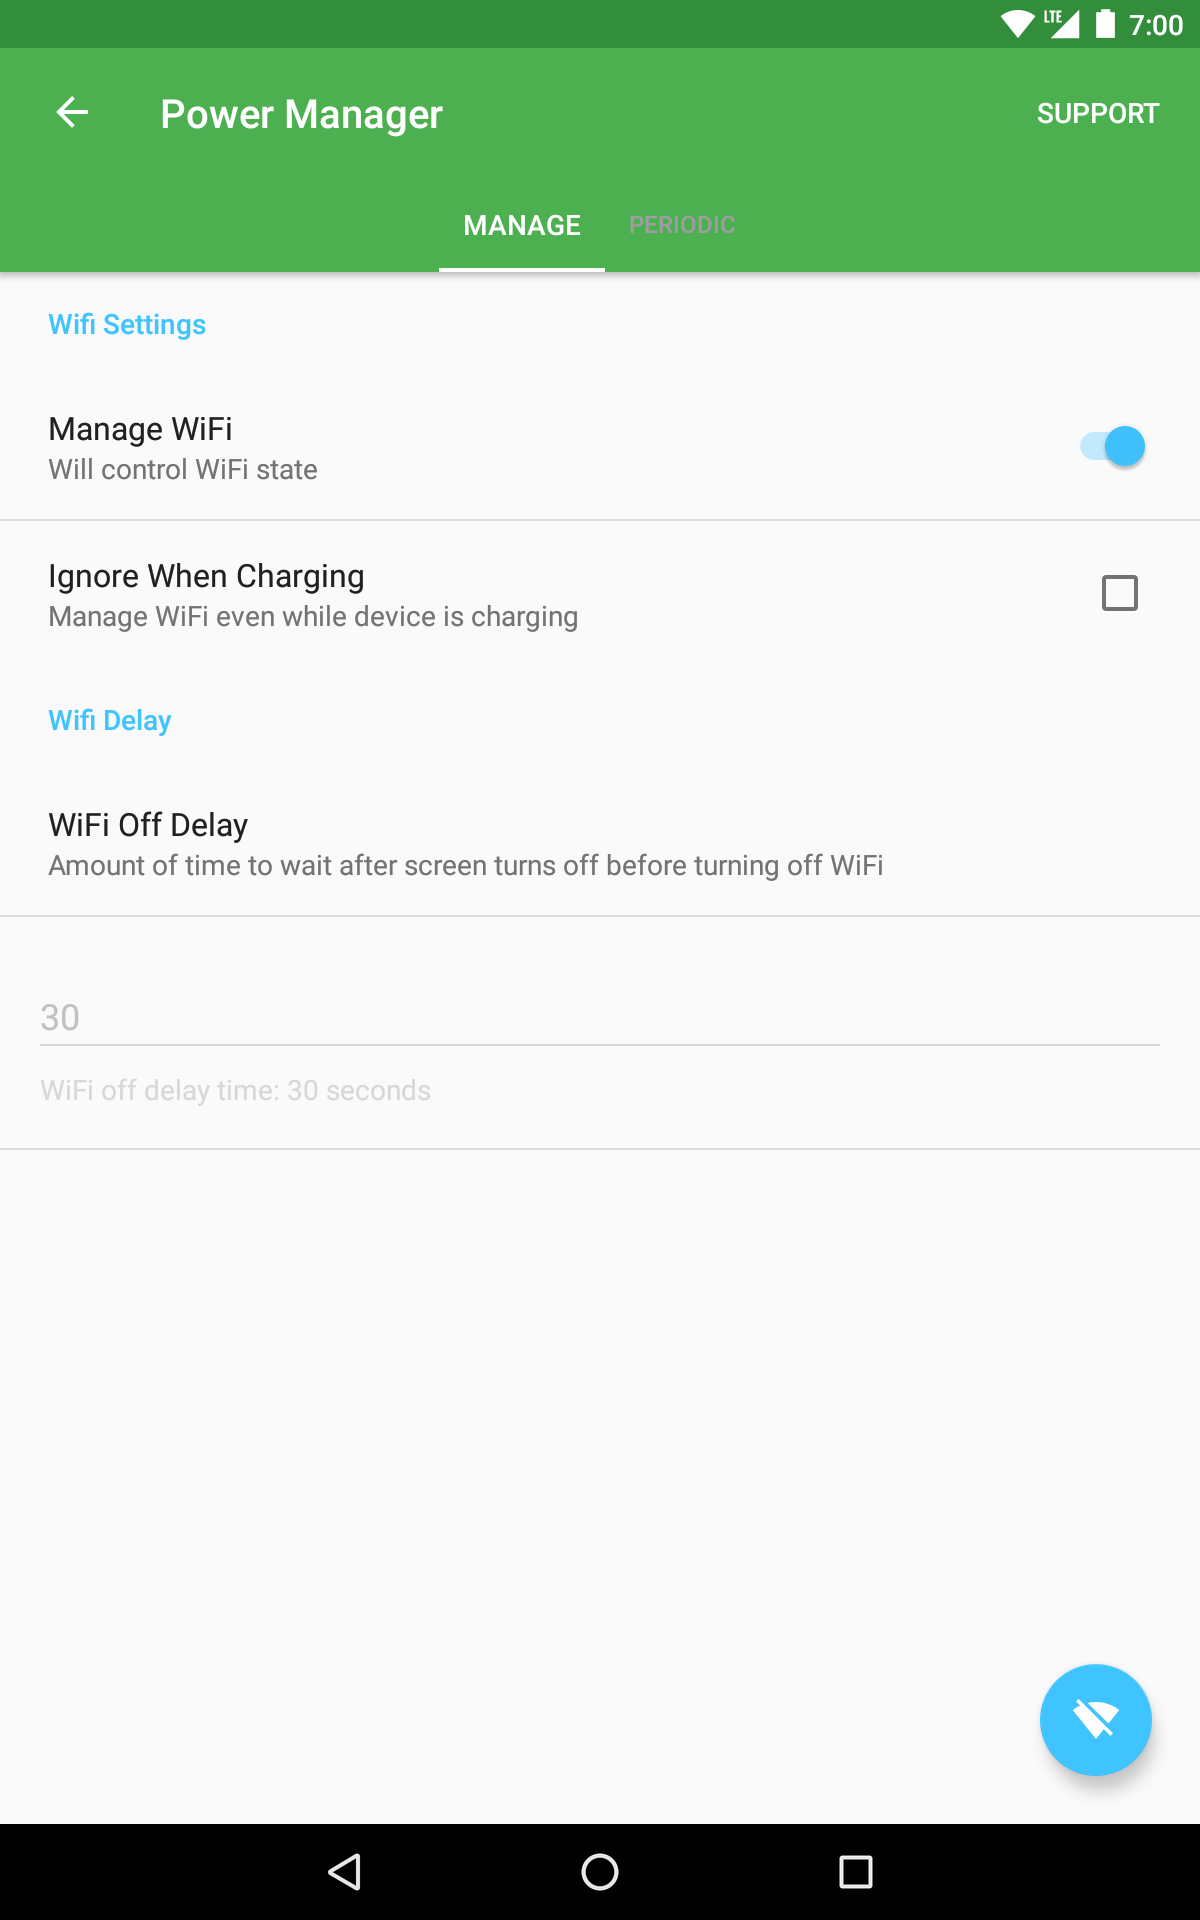 LTE 7:00
Power Manager SUPPORT
MANAGE PERIODIC
Wifi Settings
Manage WiFi
Will control WiFi state
Ignore When Charging
Manage WiFi even while device is charging
Wifi Delay
WiFi Off Delay
Amount of time to wait after screen turns off before turning off WiFi
30
WiFi off delay time: 30 seconds